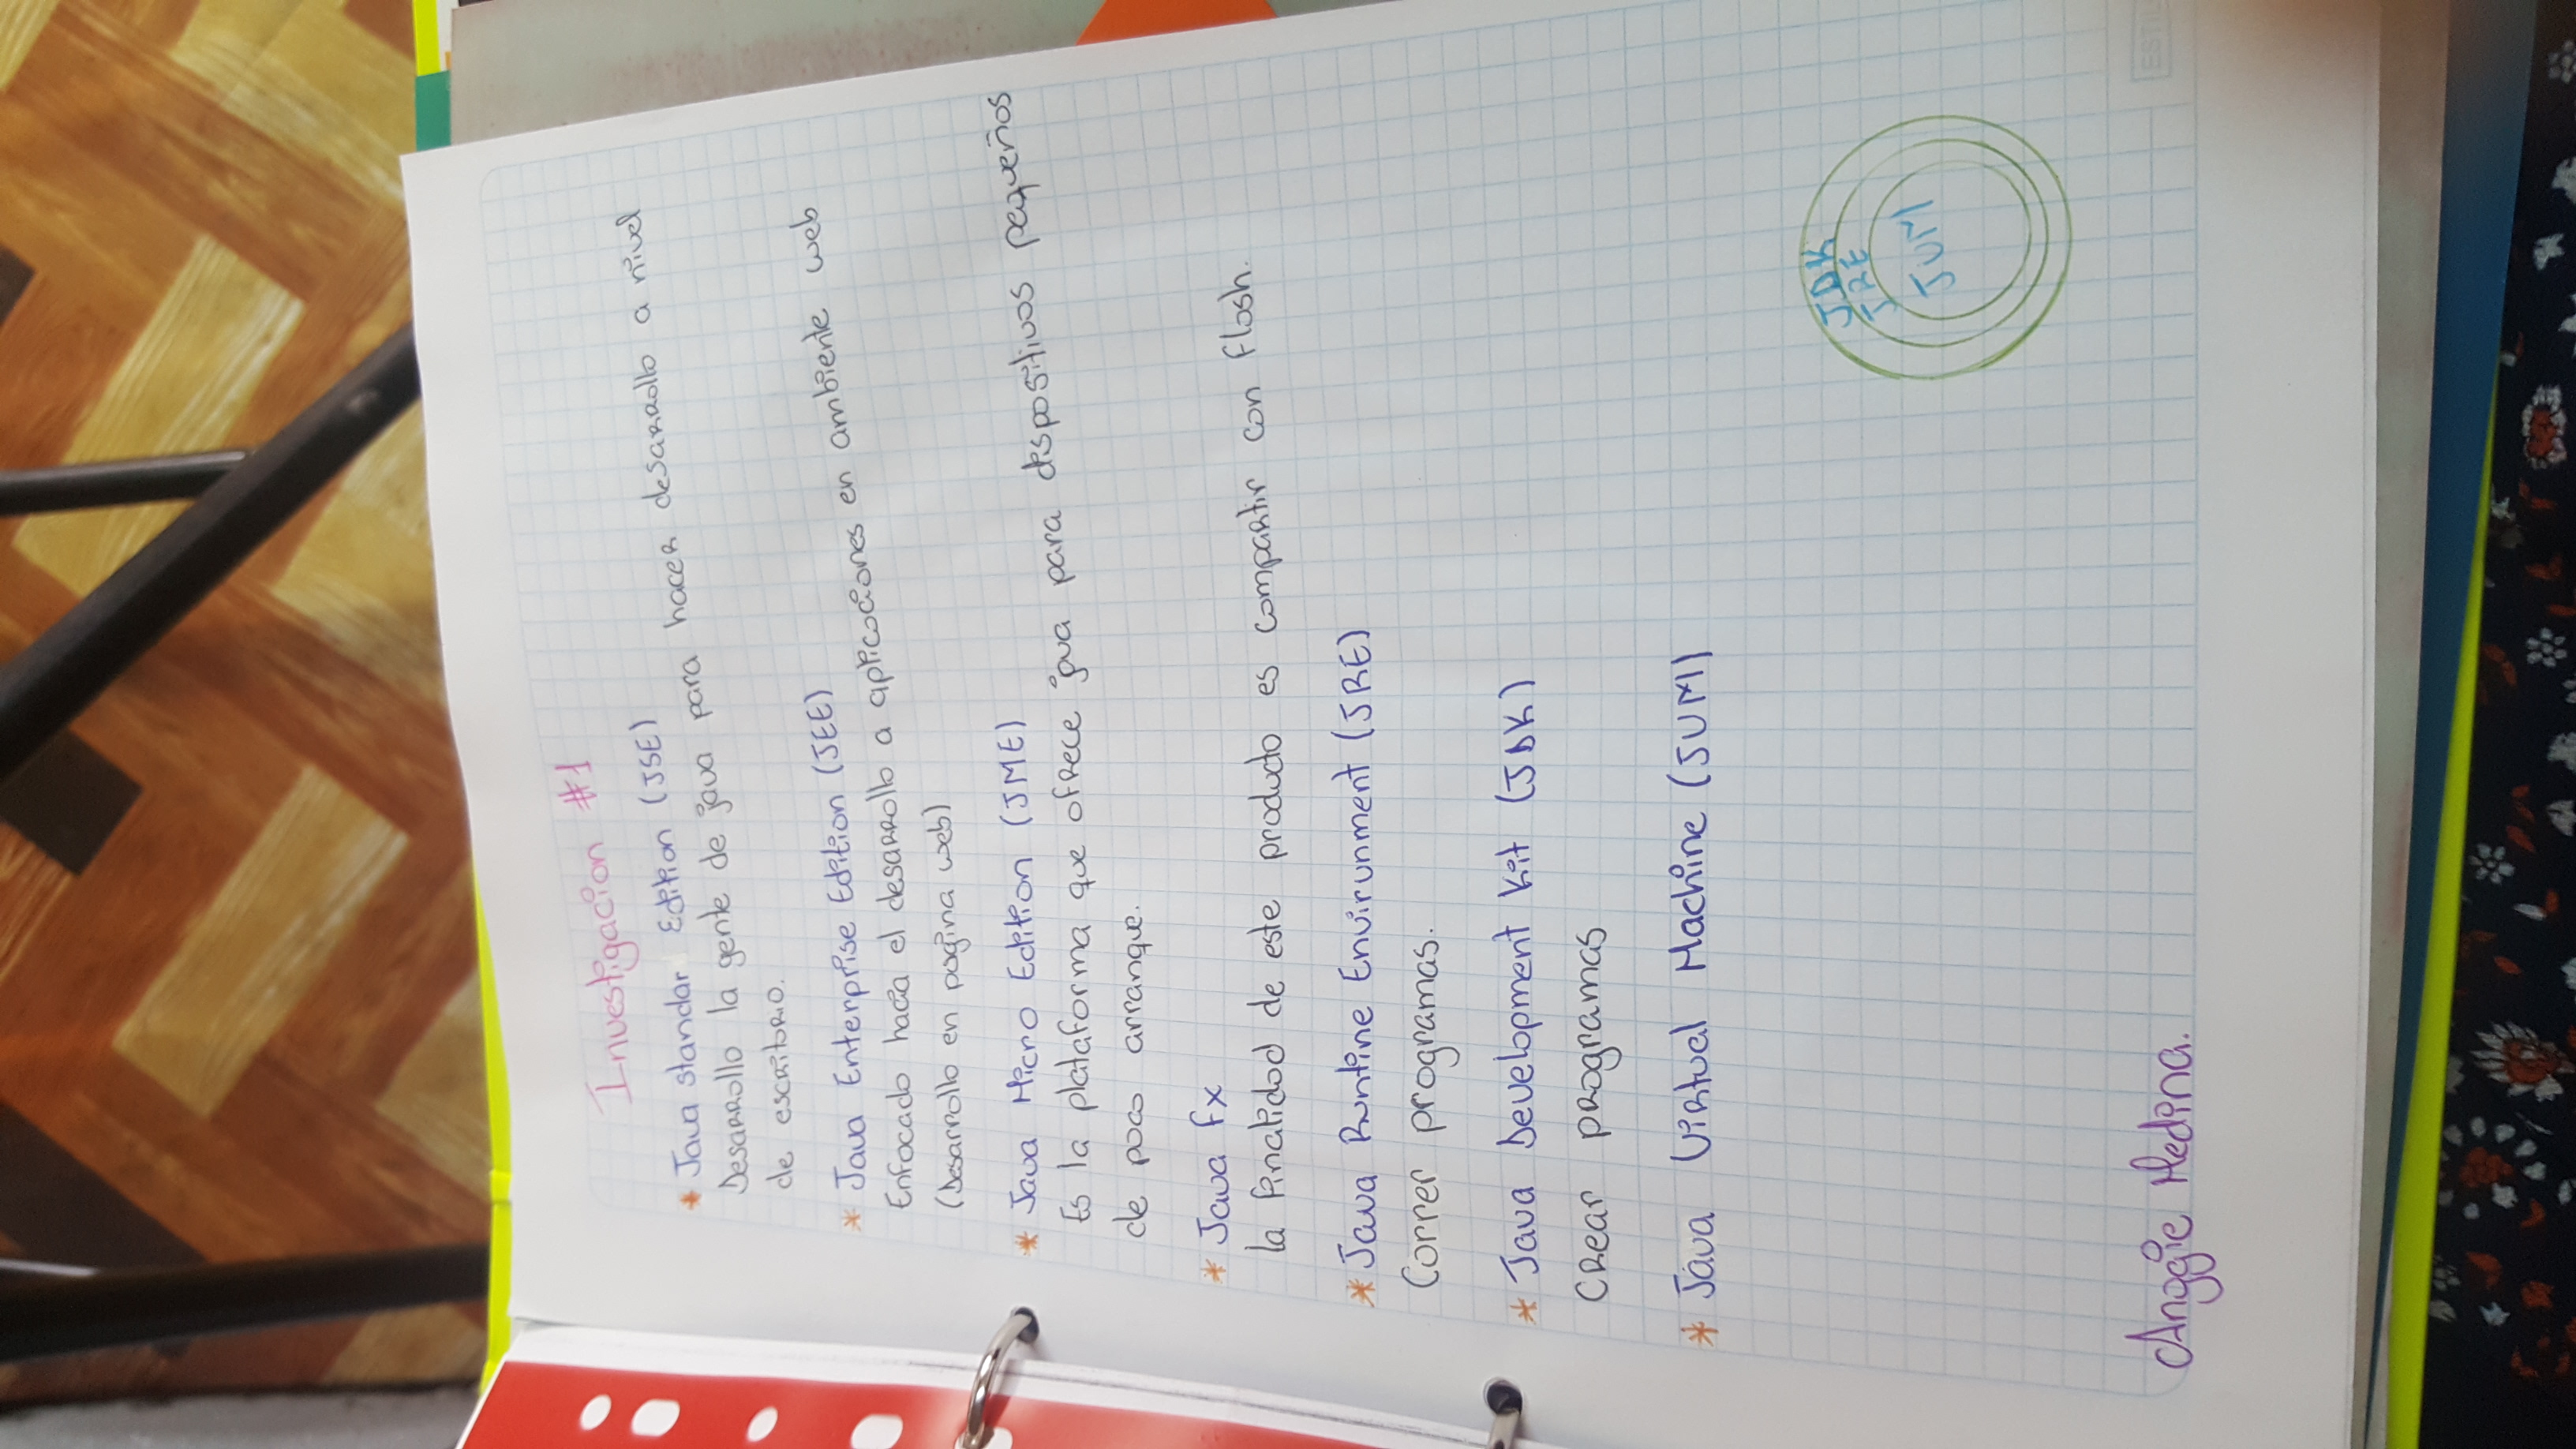 Investigacion #1
* Java standar Edition (JSE)
Desarrollo la gente de java para hacer desarrollo a nivel
de escritorio.
* Java Enterprise Edition (JEE)
Enfocado hacia el desarrollo a aplicaciones en ambiente web
(Desarrollo en pagina web)
* Java Micro Edition (JME)
Es la plataforma que ofrece java para dispositivos pequeños
de poco arranque.
* Java fx
la finalidad de este producto es compartir con flash.
* Java Runtine Envirunment (JRE)
Correr programas.
* Java Development Kit (JDK)
Crear programas
* Java Virtual Machine (JVM)
JDK
JRE
JVM
Anggie Medina.